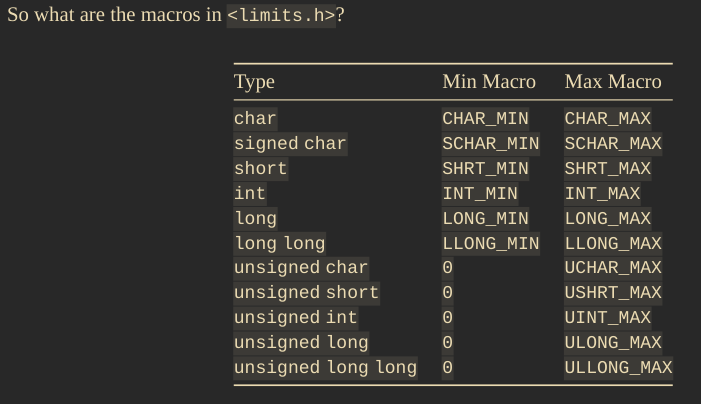 So what are the macros in <limits.h>?
Type Min Macro Max Macro
char CHAR_MIN CHAR_MAX
signed char SCHAR_MIN SCHAR_MAX
short SHRT_MIN SHRT_MAX
int INT_MIN INT_MAX
long LONG_MIN LONG_MAX
long long LLONG_MIN LLONG_MAX
unsigned char 0 UCHAR_MAX
unsigned short 0 USHRT_MAX
unsigned int 0 UINT_MAX
unsigned long 0 ULONG_MAX
unsigned long long 0 ULLONG_MAX